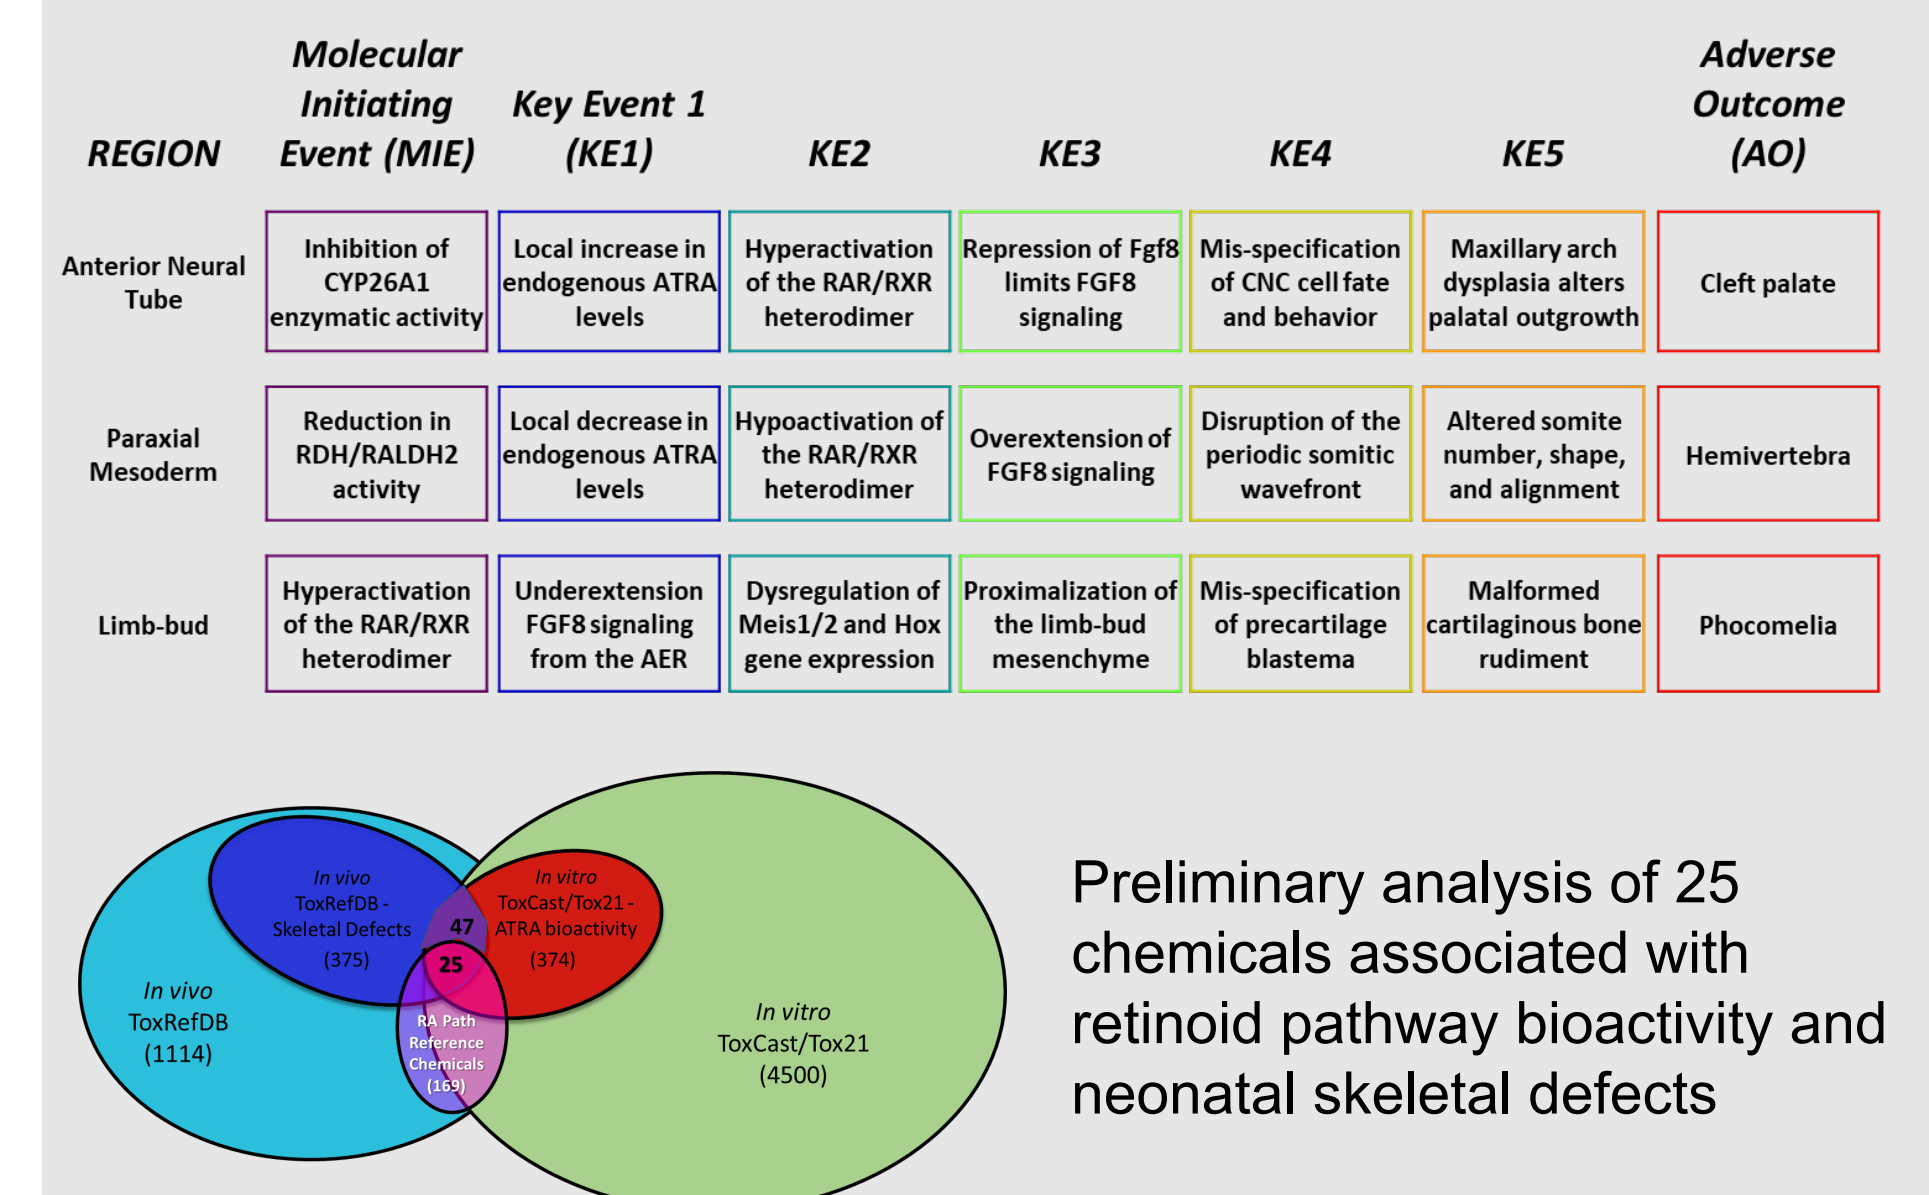 REGION
Molecular
Initiating
Event (MIE)
Key Event 1
(KE1)
KE2
KE3
KE4
KE5
Adverse
Outcome
(AO)
Anterior Neural
Tube
Inhibition of
CYP26A1
enzymatic activity
Local increase in
endogenous ATRA
levels
Hyperactivation
of the RAR/RXR
heterodimer
Repression of Fgf8
limits FGF8
signaling
Mis-specification
of CNC cell fate
and behavior
Maxillary arch
dysplasia alters
palatal outgrowth
Cleft palate
Paraxial
Mesoderm
Reduction in
RDH/RALDH2
activity
Local decrease in
endogenous ATRA
levels
Hypoactivation of
the RAR/RXR
heterodimer
Overextension of
FGF8 signaling
Disruption of the
periodic somitic
wavefront
Altered somite
number, shape,
and alignment
Hemivertebra
Limb-bud
Hyperactivation
of the RAR/RXR
heterodimer
Underextension
FGF8 signaling
from the AER
Dysregulation of
Meis1/2 and Hox
gene expression
Proximalization of
the limb-bud
mesenchyme
Mis-specification
of precartilage
blastema
Malformed
cartilaginous bone
rudiment
Phocomelia
In vivo
ToxRefDB -
Skeletal Defects
(375)
47
25
In vitro
ToxCast/Tox21 -
ATRA bioactivity
(374)
In vivo
ToxRefDB
(1114)
RA Path
Reference
Chemicals
(169)
In vitro
ToxCast/Tox21
(4500)
Preliminary analysis of 25
chemicals associated with
retinoid pathway bioactivity and
neonatal skeletal defects